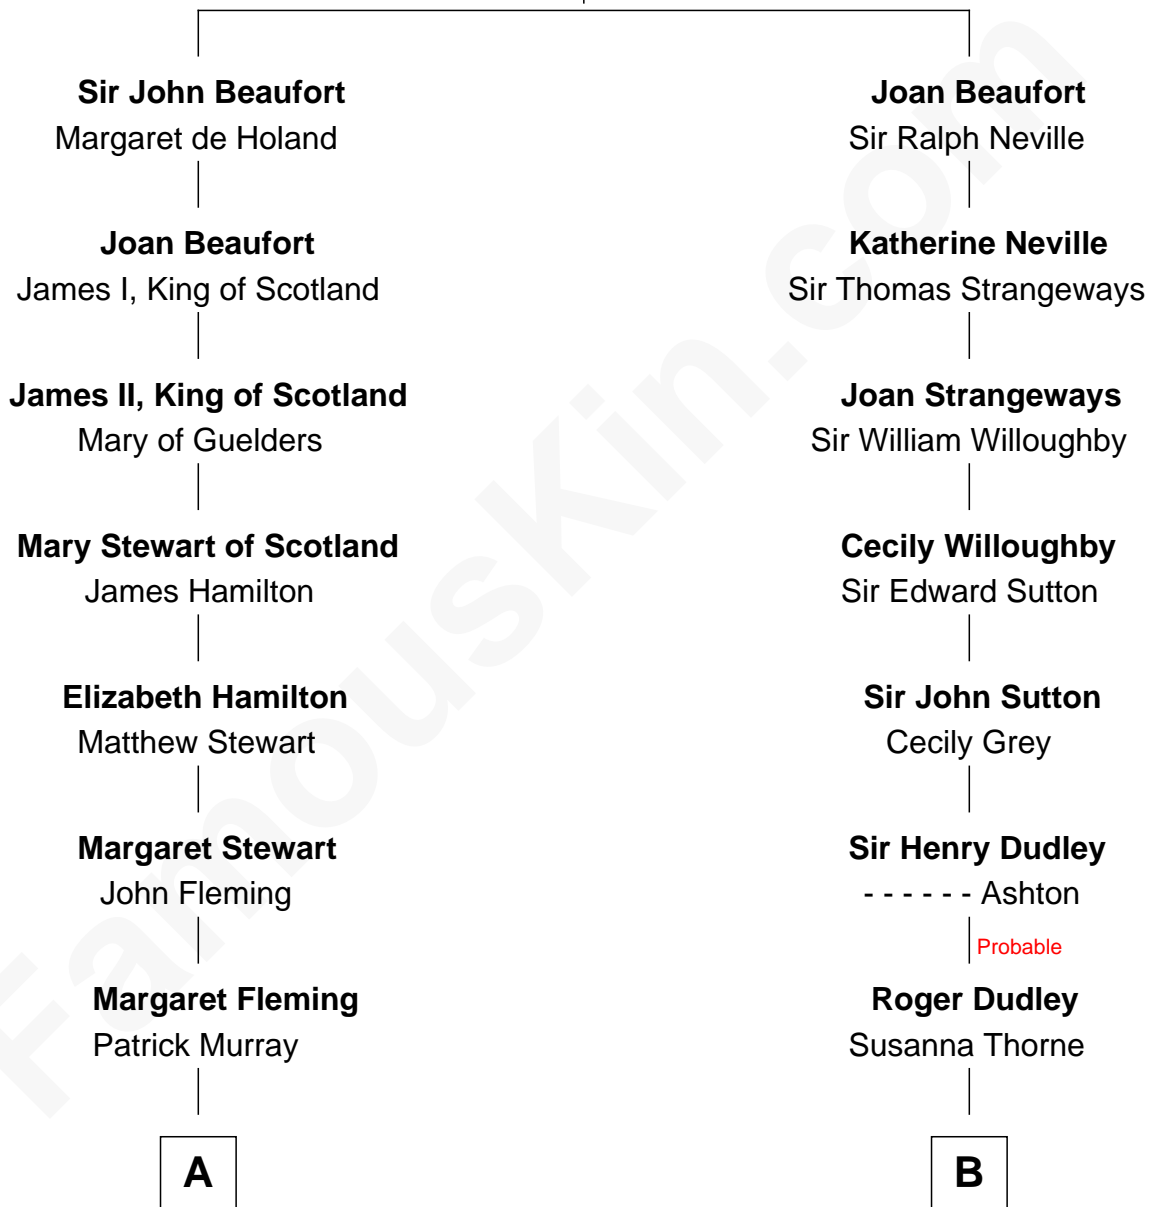 Sir John Beaufort
Margaret de Holand
Joan Beaufort
James I, King of Scotland
James II, King of Scotland
Mary of Guelders
Mary Stewart of Scotland
James Hamilton
Elizabeth Hamilton
Matthew Stewart
Margaret Stewart
John Fleming
Margaret Fleming
Patrick Murray
A
Joan Beaufort
Sir Ralph Neville
Katherine Neville
Sir Thomas Strangeways
Joan Strangeways
Sir William Willoughby
Cecily Willoughby
Sir Edward Sutton
Sir John Sutton
Cecily Grey
Sir Henry Dudley
- - - - - - Ashton
Probable
Roger Dudley
Susanna Thorne
B
FamousKin.com